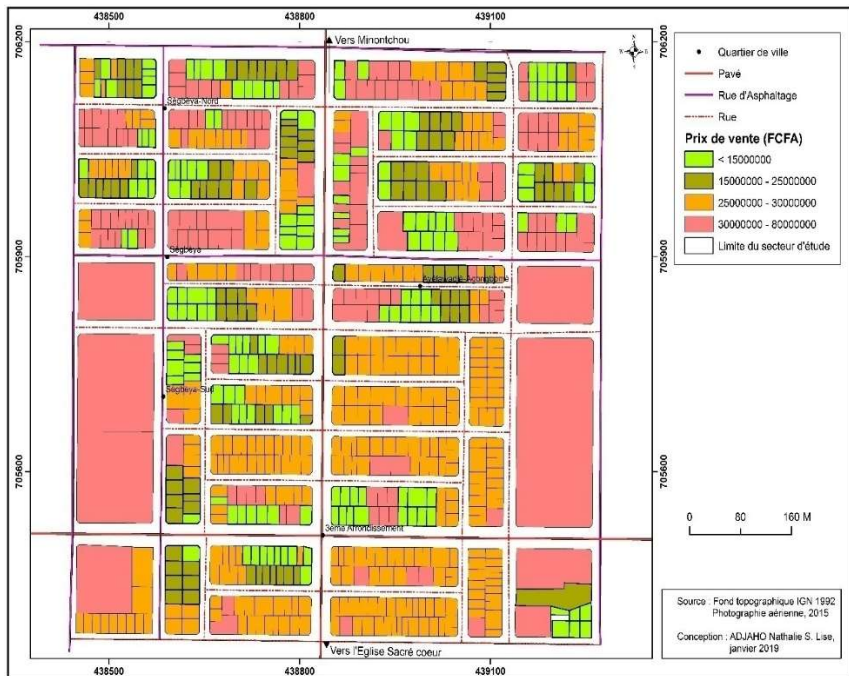 438500 438800 439100
706200
706200
Vers Minontchou
Sègbèya-Nord
Sègbèya
705900
705900
Sègbèya-Sud
705600
705600
3ème Arrondissement
438500 438800 439100
Vers l'Eglise Sacré coeur
Quartier de ville
Pavé
Rue d'Asphaltage
Rue
Prix de vente (FCFA)
< 15000000
15000000 - 25000000
25000000 - 30000000
30000000 - 80000000
Limite du secteur d'étude
0 80 160 M
Source : Fond topographique IGN 1992
Photographie aérienne, 2015
Conception : ADJAHO Nathalie S. Lise,
janvier 2019